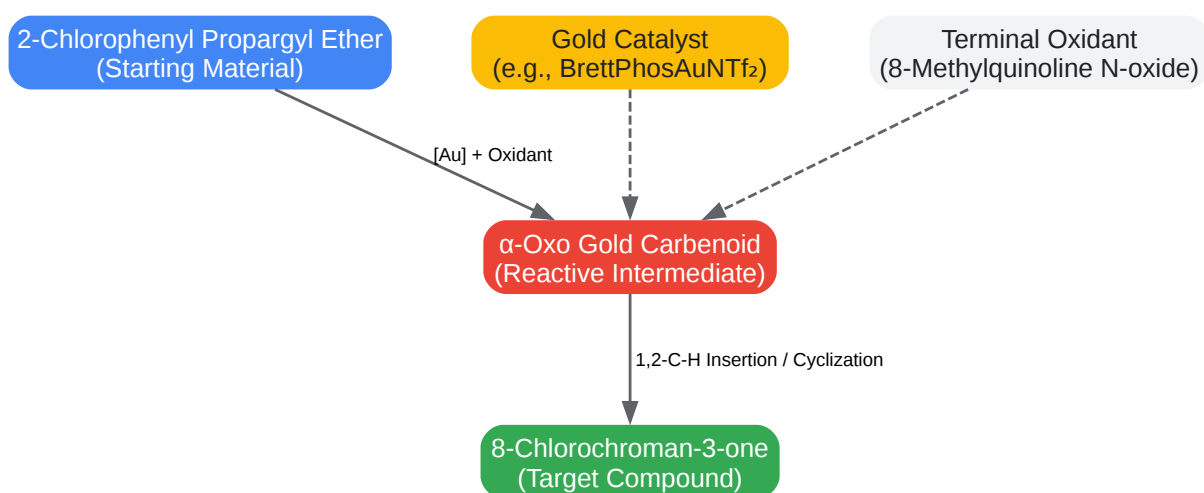 2-Chlorophenyl Propargyl Ether
(Starting Material)
Gold Catalyst
(e.g., BrettPhosAuNTf₂)
Terminal Oxidant
(8-Methylquinoline N-oxide)
[Au] + Oxidant
α-Oxo Gold Carbenoid
(Reactive Intermediate)
1,2-C-H Insertion / Cyclization
8-Chlorochroman-3-one
(Target Compound)